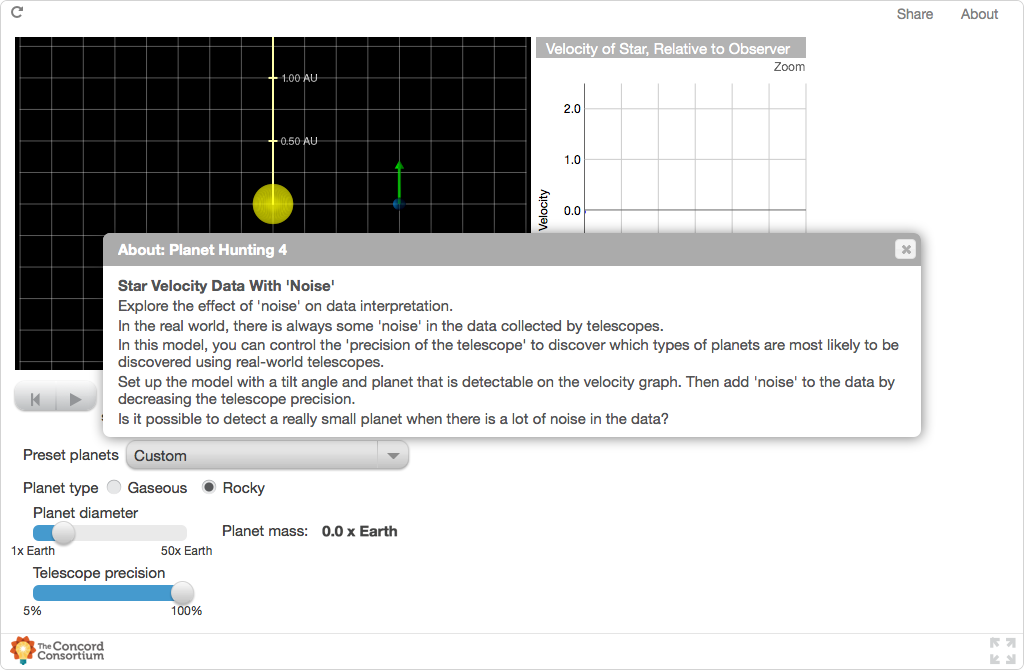 Share About
Velocity of Star, Relative to Observer
Zoom
1.00 AU
0.50 AU
2.0
1.0
0.0
Velocity
About: Planet Hunting 4
Star Velocity Data With 'Noise'
Explore the effect of 'noise' on data interpretation.
In the real world, there is always some 'noise' in the data collected by telescopes.
In this model, you can control the 'precision of the telescope' to discover which types of planets are most likely to be
discovered using real-world telescopes.
Set up the model with a tilt angle and planet that is detectable on the velocity graph. Then add 'noise' to the data by
decreasing the telescope precision.
Is it possible to detect a really small planet when there is a lot of noise in the data?
Preset planets Custom
Planet type Gaseous Rocky
Planet diameter
Planet mass: 0.0 x Earth
1x Earth 50x Earth
Telescope precision
5% 100%
The Concord
Consortium